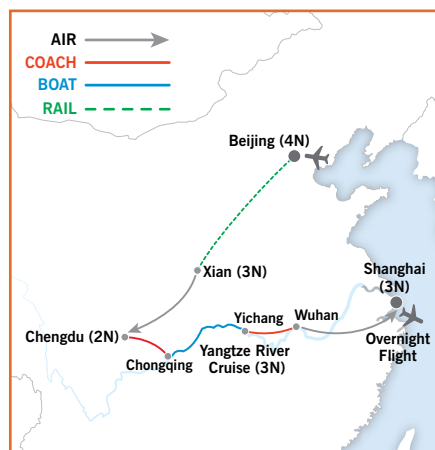 AIR
COACH
BOAT
RAIL
Beijing (4N)
Xian (3N)
Shanghai
(3N)
Chengdu (2N)
Chongqing
Yichang
Wuhan
Yangtze River
Cruise (3N)
Overnight
Flight